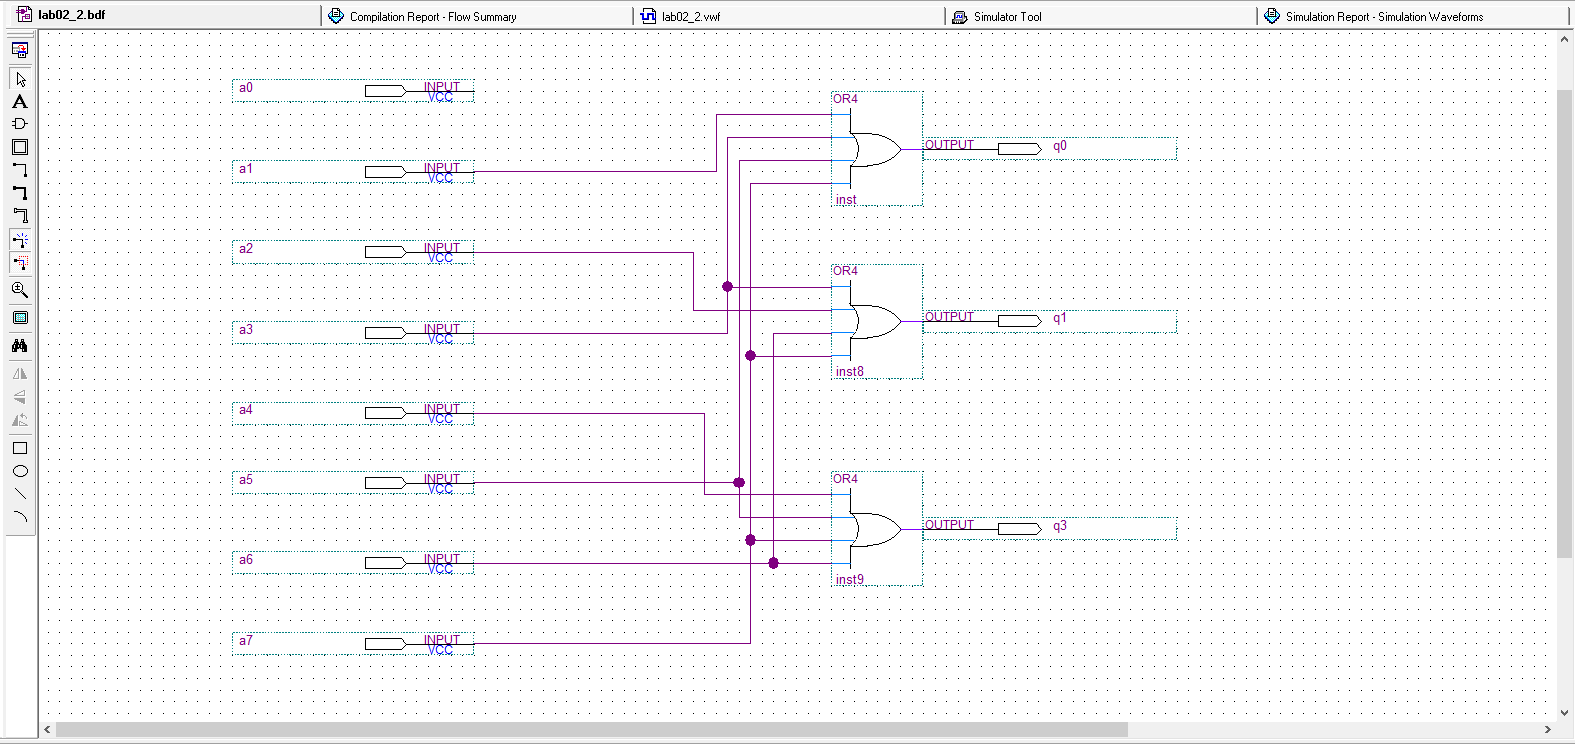 lab02_2.bdf
Compilation Report - Flow Summary
lab02_2.vwf
Simulator Tool
Simulation Report - Simulation Waveforms
a0
INPUT
VCC
OR4
a1
INPUT
VCC
OUTPUT
q0
inst
a2
INPUT
VCC
OR4
a3
INPUT
VCC
OUTPUT
q1
inst8
a4
INPUT
VCC
a5
INPUT
VCC
OR4
OUTPUT
q3
a6
INPUT
VCC
inst9
a7
INPUT
VCC